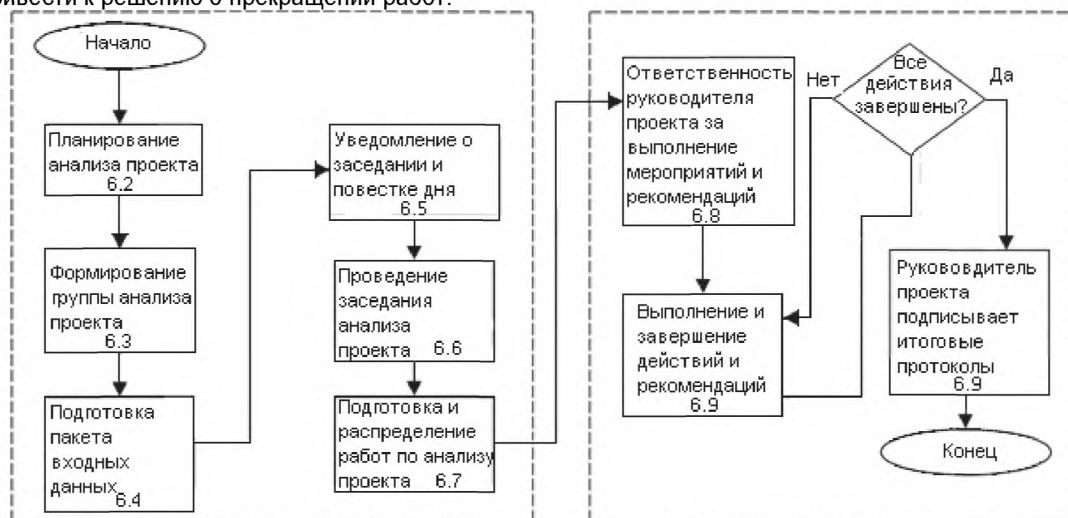 ривести к решению о прекращении работ.
Начало
Планирование
анализа проекта
6.2
Формирование
группы анализа
проекта
6.3
Подготовка
пакета
входных
данных
6.4
Уведомление о
заседании и
повестке дня
6.5
Проведение
заседания
анализа
проекта 6.6
Подготовка и
распределение
работ по анализу
проекта 6.7
Ответственность
руководителя
проекта за
выполнение
мероприятий и
рекомендаций
6.8
Выполнение и
завершение
действий и
рекомендаций
6.9
Нет
Все
действия
завершены?
Да
Рукововдитель
проекта
подписывает
итоговые
протоколы
6.9
Конец